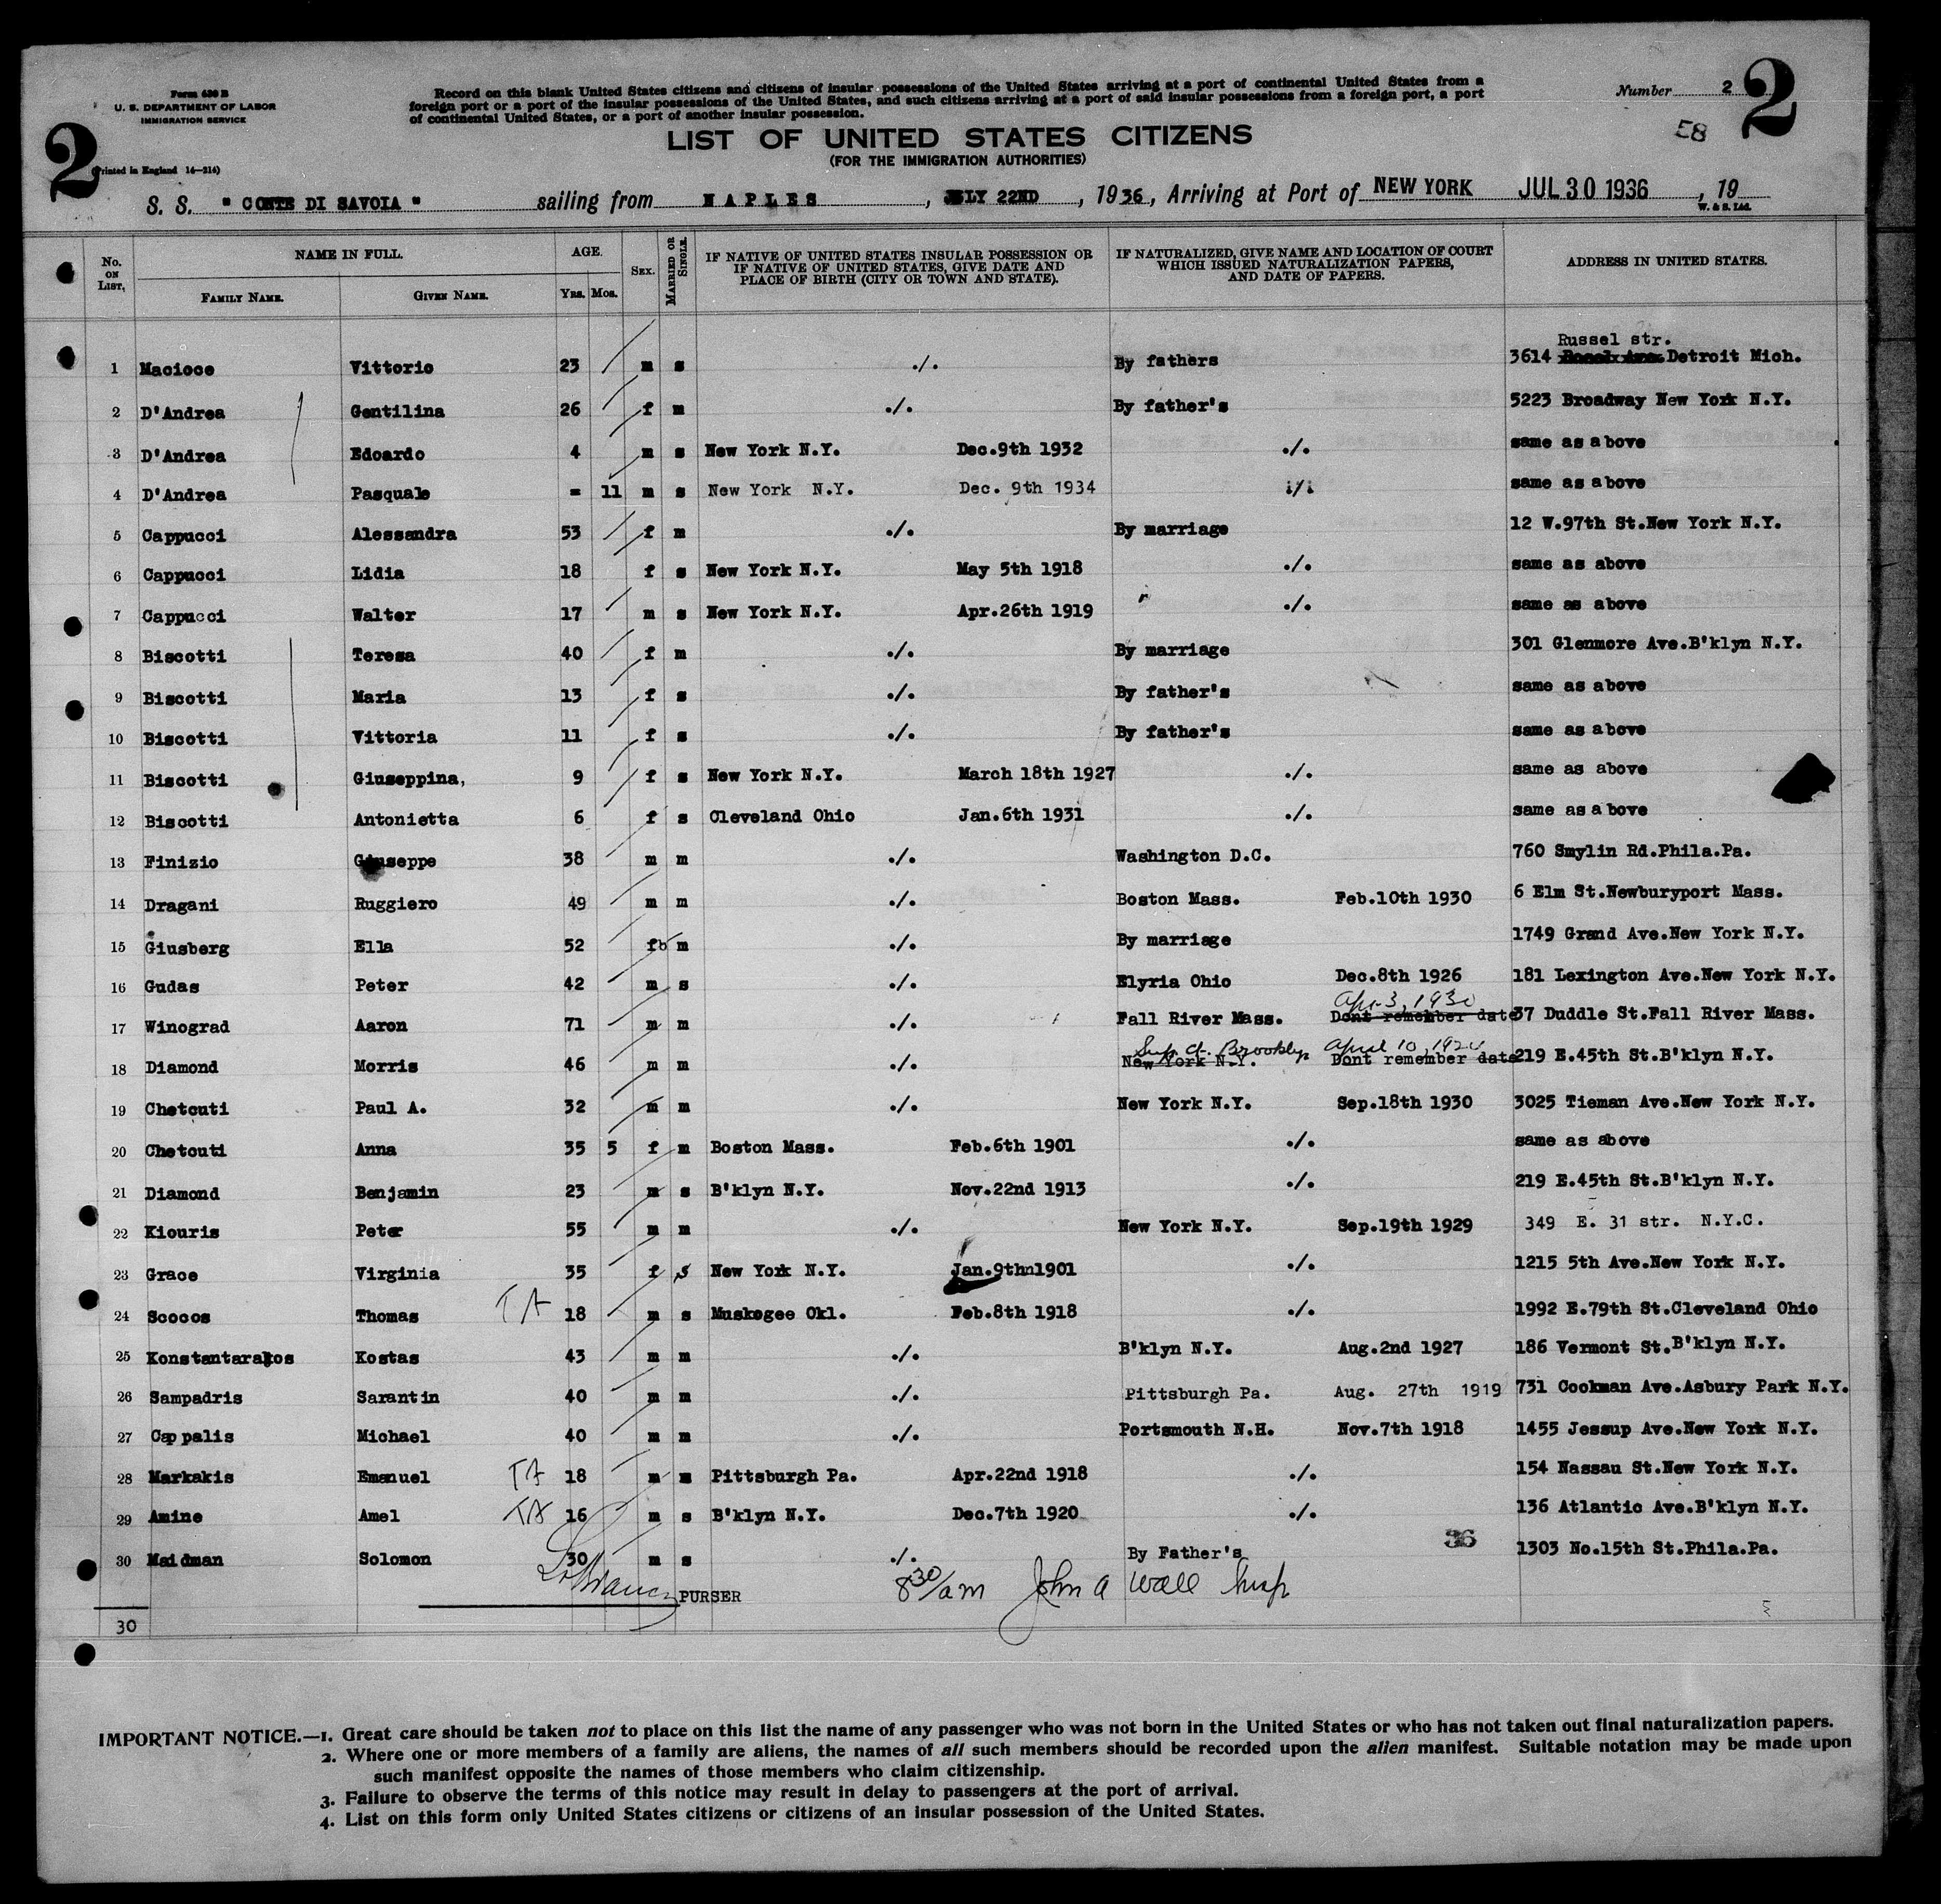 Form 630 B
U. S. DEPARTMENT OF LABOR
IMMIGRATION SERVICE
Printed in England 14—214)
2
Record on this blank United States citizens and citizens of insular possessions of the United States arriving at a port of continental United States from a
foreign port or a port of the insular possessions of the United States, and such citizens arriving at a port of said insular possessions from a foreign port, a port
of continental United States, or a port of another insular possession.
Number 2
2
58
LIST OF UNITED STATES CITIZENS
(FOR THE IMMIGRATION AUTHORITIES)
S. S. " CONTE DI SAVOIA " sailing from NAPLES, JULY 22ND, 1936, Arriving at Port of NEW YORK JUL 30 1936, 19
W. & S. Ltd.
No. ON LIST. NAME IN FULL. FAMILY NAME. GIVEN NAME. AGE. YRS. MOS. SEX. MARRIED OR SINGLE. IF NATIVE OF UNITED STATES INSULAR POSSESSION OR IF NATIVE OF UNITED STATES, GIVE DATE AND PLACE OF BIRTH (CITY OR TOWN AND STATE). IF NATURALIZED, GIVE NAME AND LOCATION OF COURT WHICH ISSUED NATURALIZATION PAPERS, AND DATE OF PAPERS. ADDRESS IN UNITED STATES.
Russel str.
1 Macioce Vittorio 23 m s ./. By fathers 3614 Detroit Mich.
2 D'Andrea Gentilina 26 f m ./. By father's 5223 Broadway New York N.Y.
3 D'Andrea Edoardo 4 m s New York N.Y. Dec.9th 1932 ./. same as above
4 D'Andrea Pasquale = 11 m s New York N.Y. Dec. 9th 1934 ./. same as above
5 Cappucci Alessandra 53 f m ./. By marriage 12 W.97th St.New York N.Y.
6 Cappucci Lidia 18 f s New York N.Y. May 5th 1918 ./. same as above
7 Cappucci Walter 17 m s New York N.Y. Apr.26th 1919 ./. same as above
8 Biscotti Teresa 40 f m ./. By marriage 301 Glenmore Ave.B'klyn N.Y.
9 Biscotti Maria 13 f s ./. By father's same as above
10 Biscotti Vittoria 11 f s ./. By father's same as above
11 Biscotti Giuseppina, 9 f s New York N.Y. March 18th 1927 ./. same as above
12 Biscotti Antonietta 6 f s Cleveland Ohio Jan.6th 1931 ./. same as above
13 Finizio Giuseppe 38 m m ./. Washington D.C. 760 Smylin Rd.Phila.Pa.
14 Dragani Ruggiero 49 m m ./. Boston Mass. Feb.10th 1930 6 Elm St.Newburyport Mass.
15 Giusberg Ella 52 f m ./. By marriage 1749 Grand Ave.New York N.Y.
16 Gudas Peter 42 m s ./. Elyria Ohio Dec.8th 1926 181 Lexington Ave.New York N.Y.
Apr. 3, 1930
17 Winograd Aaron 71 m m ./. Fall River Mass. Dont remember date 37 Duddle St.Fall River Mass.
Sup. Ct. Brooklyn April 10, 1920
18 Diamond Morris 46 m m ./. New York N.Y. Dont remember date 219 E.45th St.B'klyn N.Y.
19 Chetcuti Paul A. 32 m m ./. New York N.Y. Sep.18th 1930 3025 Tieman Ave.New York N.Y.
20 Chetcuti Anna 35 5 f m Boston Mass. Feb.6th 1901 ./. same as above
21 Diamond Benjamin 23 m s B'klyn N.Y. Nov.22nd 1913 ./. 219 E.45th St.B'klyn N.Y.
22 Kiouris Peter 55 m m ./. New York N.Y. Sep.19th 1929 349 E. 31 str. N.Y.C.
23 Grace Virginia 35 f s New York N.Y. Jan.9th 1901 ./. 1215 5th Ave.New York N.Y.
24 Scocos Thomas TA 18 m s Muskogee Okl. Feb.8th 1918 ./. 1992 E.79th St.Cleveland Ohio
25 Konstantarakos Kostas 43 m m ./. B'klyn N.Y. Aug.2nd 1927 186 Vermont St.B'klyn N.Y.
26 Sampadris Sarantin 40 m m ./. Pittsburgh Pa. Aug. 27th 1919 731 Cookman Ave.Asbury Park N.Y.
27 Cappalis Michael 40 m m ./. Portsmouth N.H. Nov.7th 1918 1455 Jessup Ave.New York N.Y.
28 Markakis Emanuel TA 18 m s Pittsburgh Pa. Apr.22nd 1918 ./. 154 Nassau St.New York N.Y.
29 Amine Amel TA 16 m s B'klyn N.Y. Dec.7th 1920 ./. 136 Atlantic Ave.B'klyn N.Y.
36
30 Maidman Solomon 30 m s ./. By Father's 1303 No.15th St.Phila.Pa.
PURSER 8 30/am John A Wall Insp
30
IMPORTANT NOTICE.—1. Great care should be taken not to place on this list the name of any passenger who was not born in the United States or who has not taken out final naturalization papers.
2. Where one or more members of a family are aliens, the names of all such members should be recorded upon the alien manifest. Suitable notation may be made upon
such manifest opposite the names of those members who claim citizenship.
3. Failure to observe the terms of this notice may result in delay to passengers at the port of arrival.
4. List on this form only United States citizens or citizens of an insular possession of the United States.